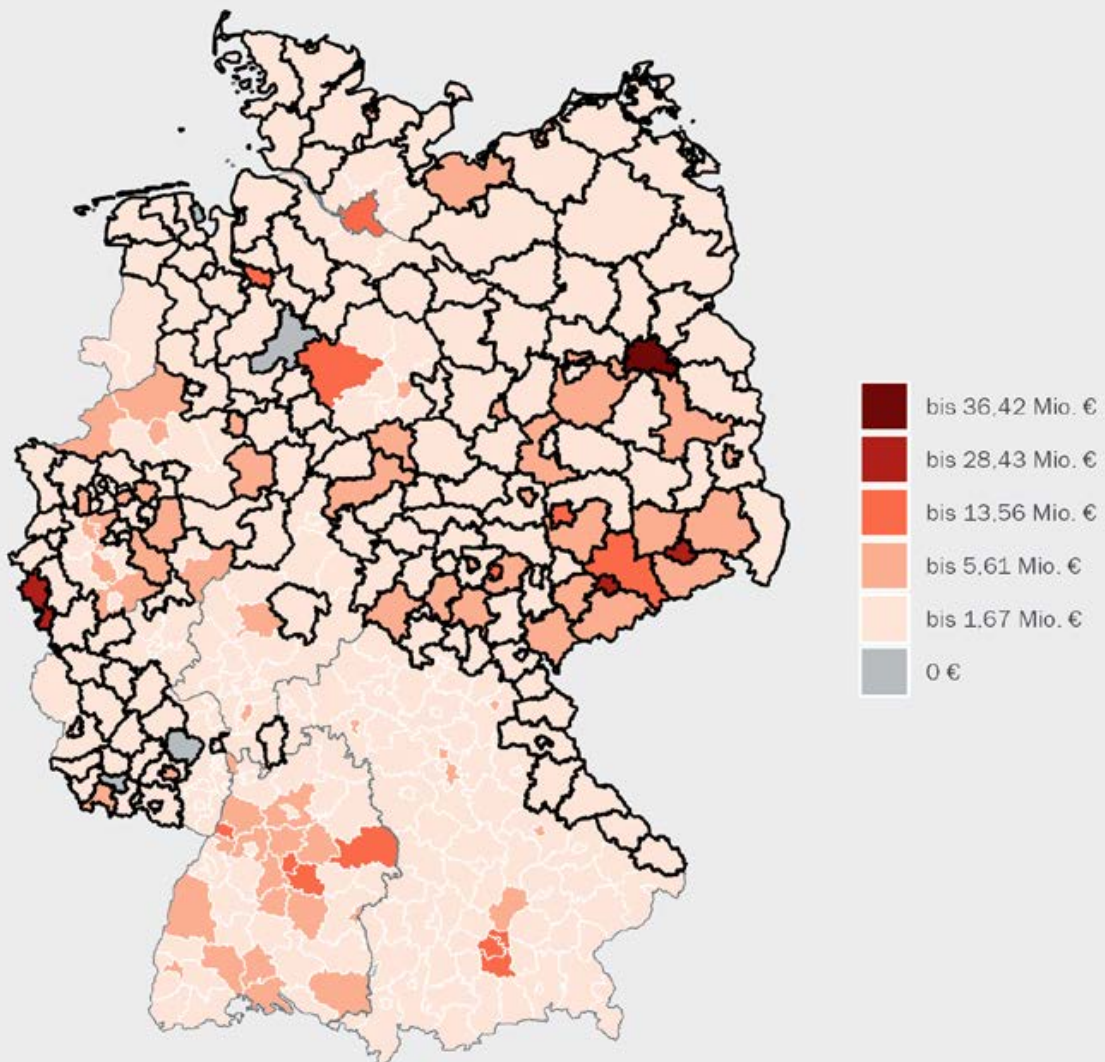 bis 36,42 Mio. €
bis 28,43 Mio. €
bis 13,56 Mio. €
bis 5,61 Mio. €
bis 1,67 Mio. €
0 €